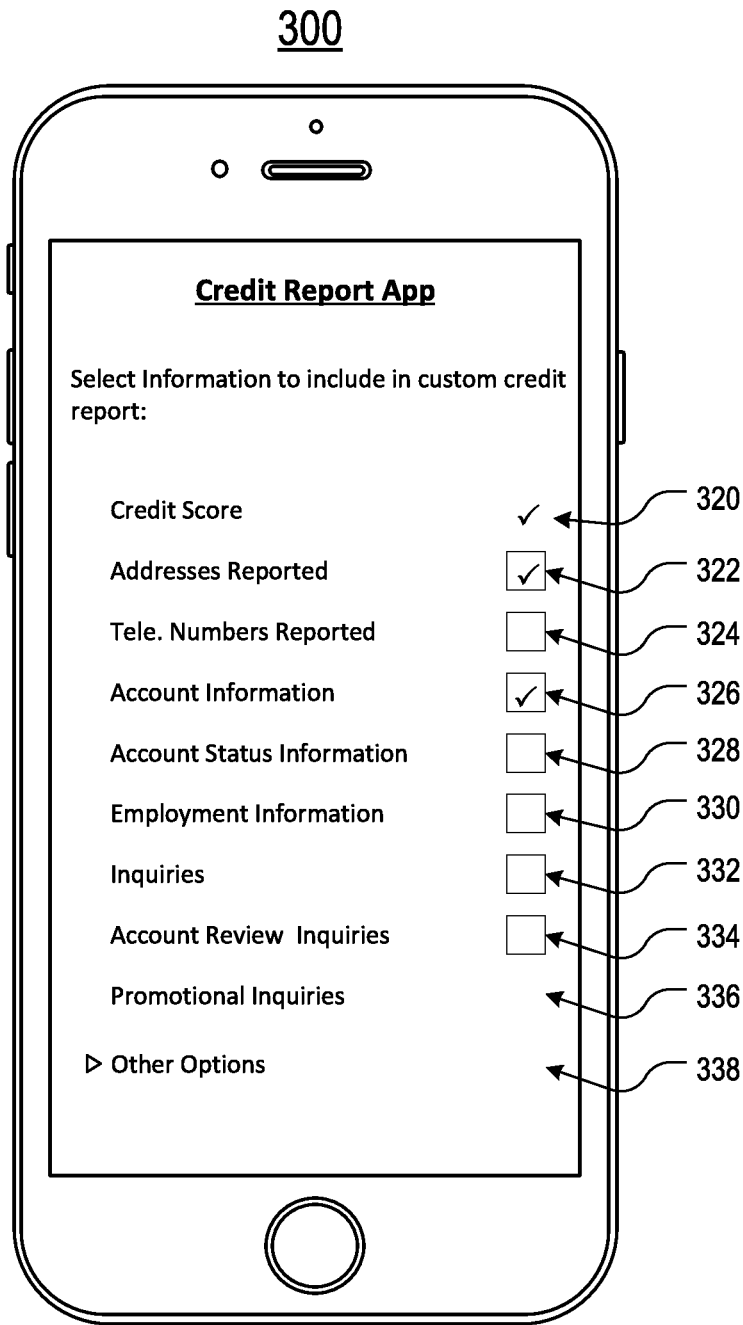 300
Credit Report App
Select Information to include in custom credit
report:
Credit Score ✓ 320
Addresses Reported ✓ 322
Tele. Numbers Reported 324
Account Information ✓ 326
Account Status Information 328
Employment Information 330
Inquiries 332
Account Review Inquiries 334
Promotional Inquiries 336
Other Options 338